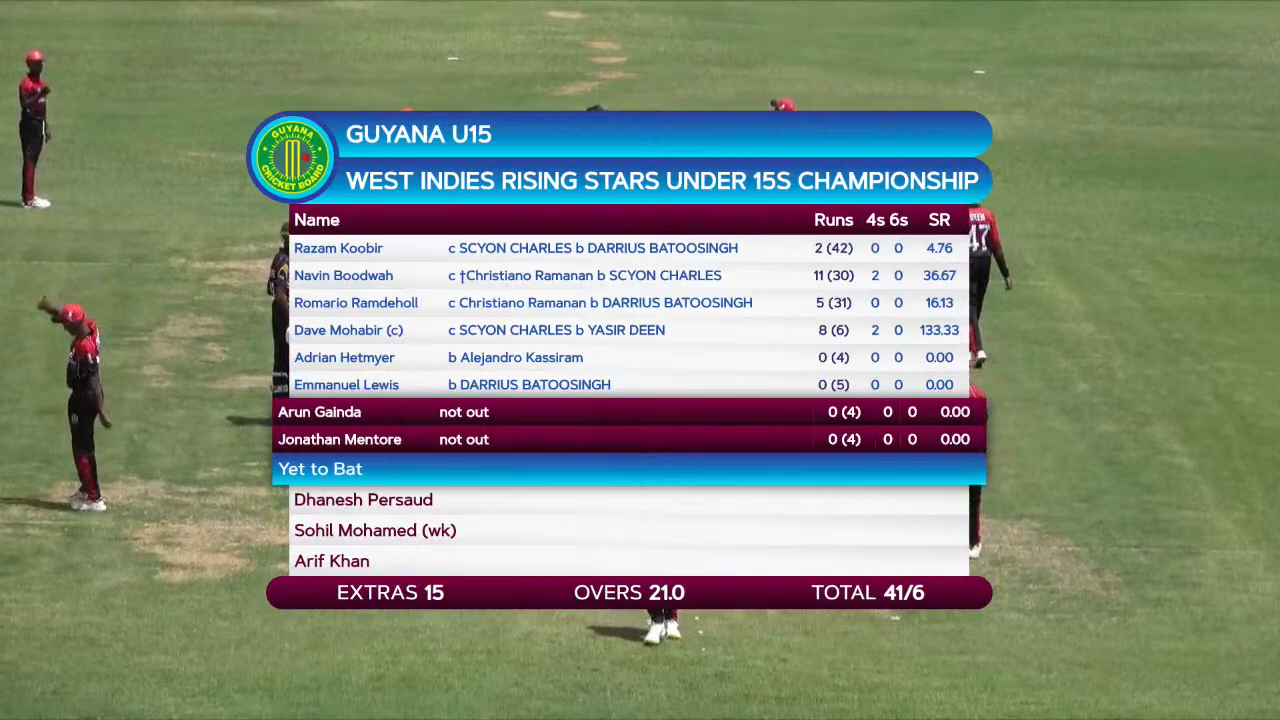 GUYANA
CRICKET BOARD
GUYANA U15
WEST INDIES RISING STARS UNDER 15S CHAMPIONSHIP
Name Runs 4s 6s SR
Razam Koobir c SCYON CHARLES b DARRIUS BATOOSINGH 2 (42) 0 0 4.76
Navin Boodwah c †Christiano Ramanan b SCYON CHARLES 11 (30) 2 0 36.67
Romario Ramdeholl c Christiano Ramanan b DARRIUS BATOOSINGH 5 (31) 0 0 16.13
Dave Mohabir (c) c SCYON CHARLES b YASIR DEEN 8 (6) 2 0 133.33
Adrian Hetmyer b Alejandro Kassiram 0 (4) 0 0 0.00
Emmanuel Lewis b DARRIUS BATOOSINGH 0 (5) 0 0 0.00
Arun Gainda not out 0 (4) 0 0 0.00
Jonathan Mentore not out 0 (4) 0 0 0.00
Yet to Bat
Dhanesh Persaud
Sohil Mohamed (wk)
Arif Khan
EXTRAS 15 OVERS 21.0 TOTAL 41/6
47